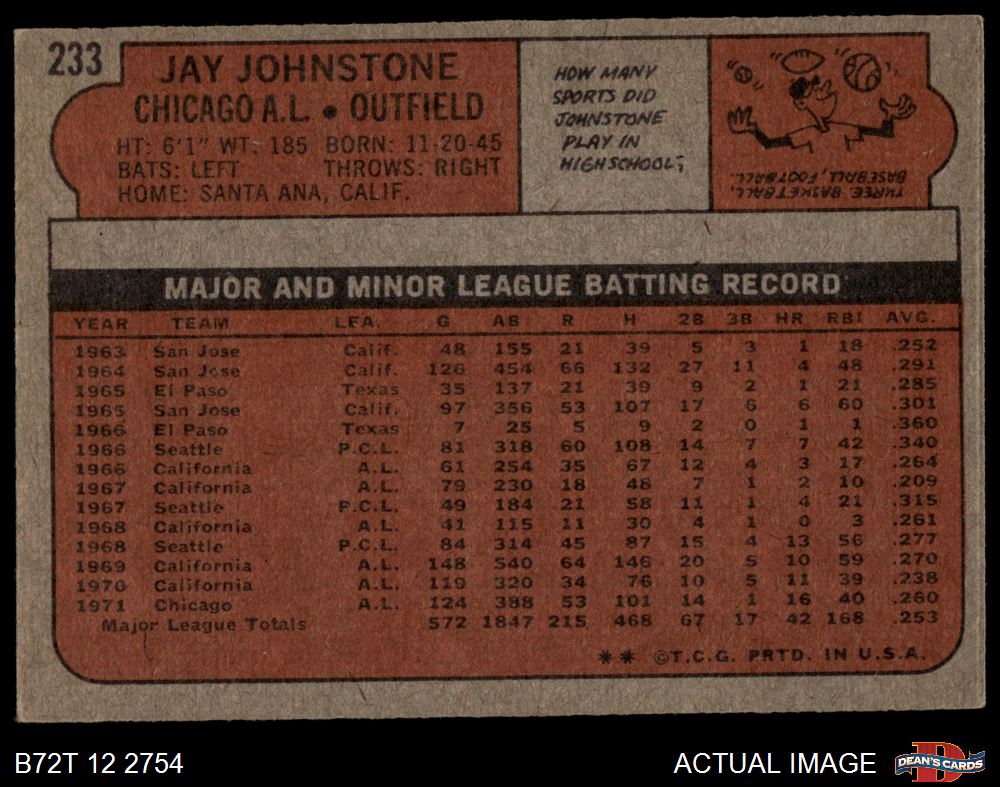 233
JAY JOHNSTONE
CHICAGO A.L. • OUTFIELD
HT: 6'1" WT: 185 BORN: 11-20-45
BATS: LEFT THROWS: RIGHT
HOME: SANTA ANA, CALIF.
HOW MANY
SPORTS DID
JOHNSTONE
PLAY IN
HIGH SCHOOL?
THREE. BASKETBALL,
BASEBALL, FOOTBALL.
MAJOR AND MINOR LEAGUE BATTING RECORD
YEAR TEAM LEA. G AB R H 2B 3B HR RBI AVG.
1963 San Jose Calif. 48 155 21 39 5 3 1 18 .252
1964 San Jose Calif. 126 454 66 132 27 11 4 48 .291
1965 El Paso Texas 35 137 21 39 9 2 1 21 .285
1965 San Jose Calif. 97 356 53 107 17 6 6 60 .301
1966 El Paso Texas 7 25 5 9 2 0 1 1 .360
1966 Seattle P.C.L. 81 318 60 108 14 7 7 42 .340
1966 California A.L. 61 254 35 67 12 4 3 17 .264
1967 California A.L. 79 230 18 48 7 1 2 10 .209
1967 Seattle P.C.L. 49 184 21 58 11 1 4 21 .315
1968 California A.L. 41 115 11 30 4 1 0 3 .261
1968 Seattle P.C.L. 84 314 45 87 15 4 13 56 .277
1969 California A.L. 148 540 64 146 20 5 10 59 .270
1970 California A.L. 119 320 34 76 10 5 11 39 .238
1971 Chicago A.L. 124 388 53 101 14 1 16 40 .260
Major League Totals 572 1847 215 468 67 17 42 168 .253
** ©T.C.G. PRTD. IN U.S.A.
B72T 12 2754
ACTUAL IMAGE
DEAN'S CARDS